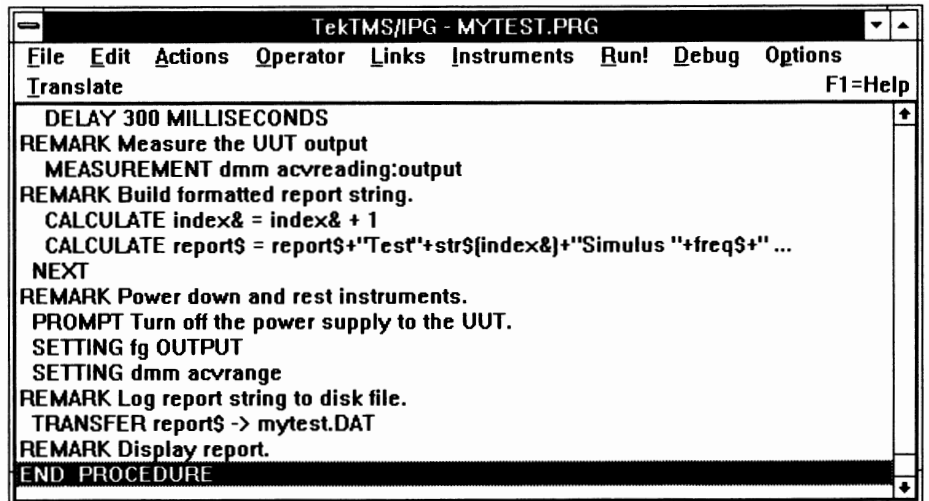 TekTMS/IPG - MYTEST.PRG
File Edit Actions Operator Links Instruments Run! Debug Options
Translate F1=Help
DELAY 300 MILLISECONDS
REMARK Measure the UUT output
MEASUREMENT dmm acvreading:output
REMARK Build formatted report string.
CALCULATE index& = index& + 1
CALCULATE report$ = report$+"Test"+str$(index&)+"Simulus "+freq$+" ...
NEXT
REMARK Power down and rest instruments.
PROMPT Turn off the power supply to the UUT.
SETTING fg OUTPUT
SETTING dmm acvrange
REMARK Log report string to disk file.
TRANSFER report$ -> mytest.DAT
REMARK Display report.
END PROCEDURE